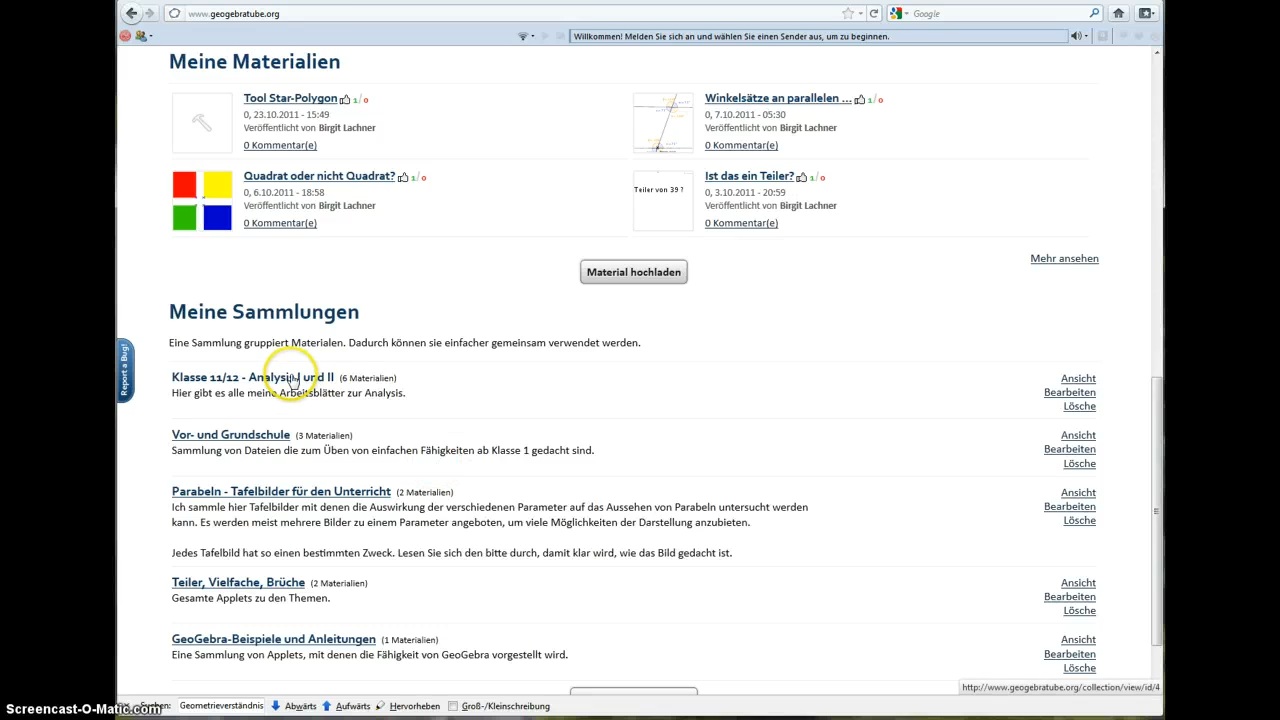 www.geogebratube.org
Google
Willkommen! Melden Sie sich an und wählen Sie einen Sender aus, um zu beginnen.
Meine Materialien
Tool Star-Polygon 1/0
0, 23.10.2011 - 15:49
Veröffentlicht von Birgit Lachner
0 Kommentar(e)
Winkelsätze an parallelen ... 1/0
0, 7.10.2011 - 05:30
Veröffentlicht von Birgit Lachner
0 Kommentar(e)
Quadrat oder nicht Quadrat? 1/0
0, 6.10.2011 - 18:58
Veröffentlicht von Birgit Lachner
0 Kommentar(e)
Teiler von 39 ?
Ist das ein Teiler? 1/0
0, 3.10.2011 - 20:59
Veröffentlicht von Birgit Lachner
0 Kommentar(e)
Mehr ansehen
Material hochladen
Meine Sammlungen
Eine Sammlung gruppiert Materialen. Dadurch können sie einfacher gemeinsam verwendet werden.
Report a Bug!
Klasse 11/12 - Analysis I und II (6 Materialien)
Hier gibt es alle meine Arbeitsblätter zur Analysis.
Ansicht
Bearbeiten
Lösche
Vor- und Grundschule (3 Materialien)
Sammlung von Dateien die zum Üben von einfachen Fähigkeiten ab Klasse 1 gedacht sind.
Ansicht
Bearbeiten
Lösche
Parabeln - Tafelbilder für den Unterricht (2 Materialien)
Ich sammle hier Tafelbilder mit denen die Auswirkung der verschiedenen Parameter auf das Aussehen von Parabeln untersucht werden
kann. Es werden meist mehrere Bilder zu einem Parameter angeboten, um viele Möglichkeiten der Darstellung anzubieten.
Jedes Tafelbild hat so einen bestimmten Zweck. Lesen Sie sich den bitte durch, damit klar wird, wie das Bild gedacht ist.
Ansicht
Bearbeiten
Lösche
Teiler, Vielfache, Brüche (2 Materialien)
Gesamte Applets zu den Themen.
Ansicht
Bearbeiten
Lösche
GeoGebra-Beispiele und Anleitungen (1 Materialien)
Eine Sammlung von Applets, mit denen die Fähigkeit von GeoGebra vorgestellt wird.
Ansicht
Bearbeiten
Lösche
http://www.geogebratube.org/collection/view/id/4
Suchen: Geometrieverständnis Abwärts Aufwärts Hervorheben Groß-/Kleinschreibung
Screencast-O-Matic.com